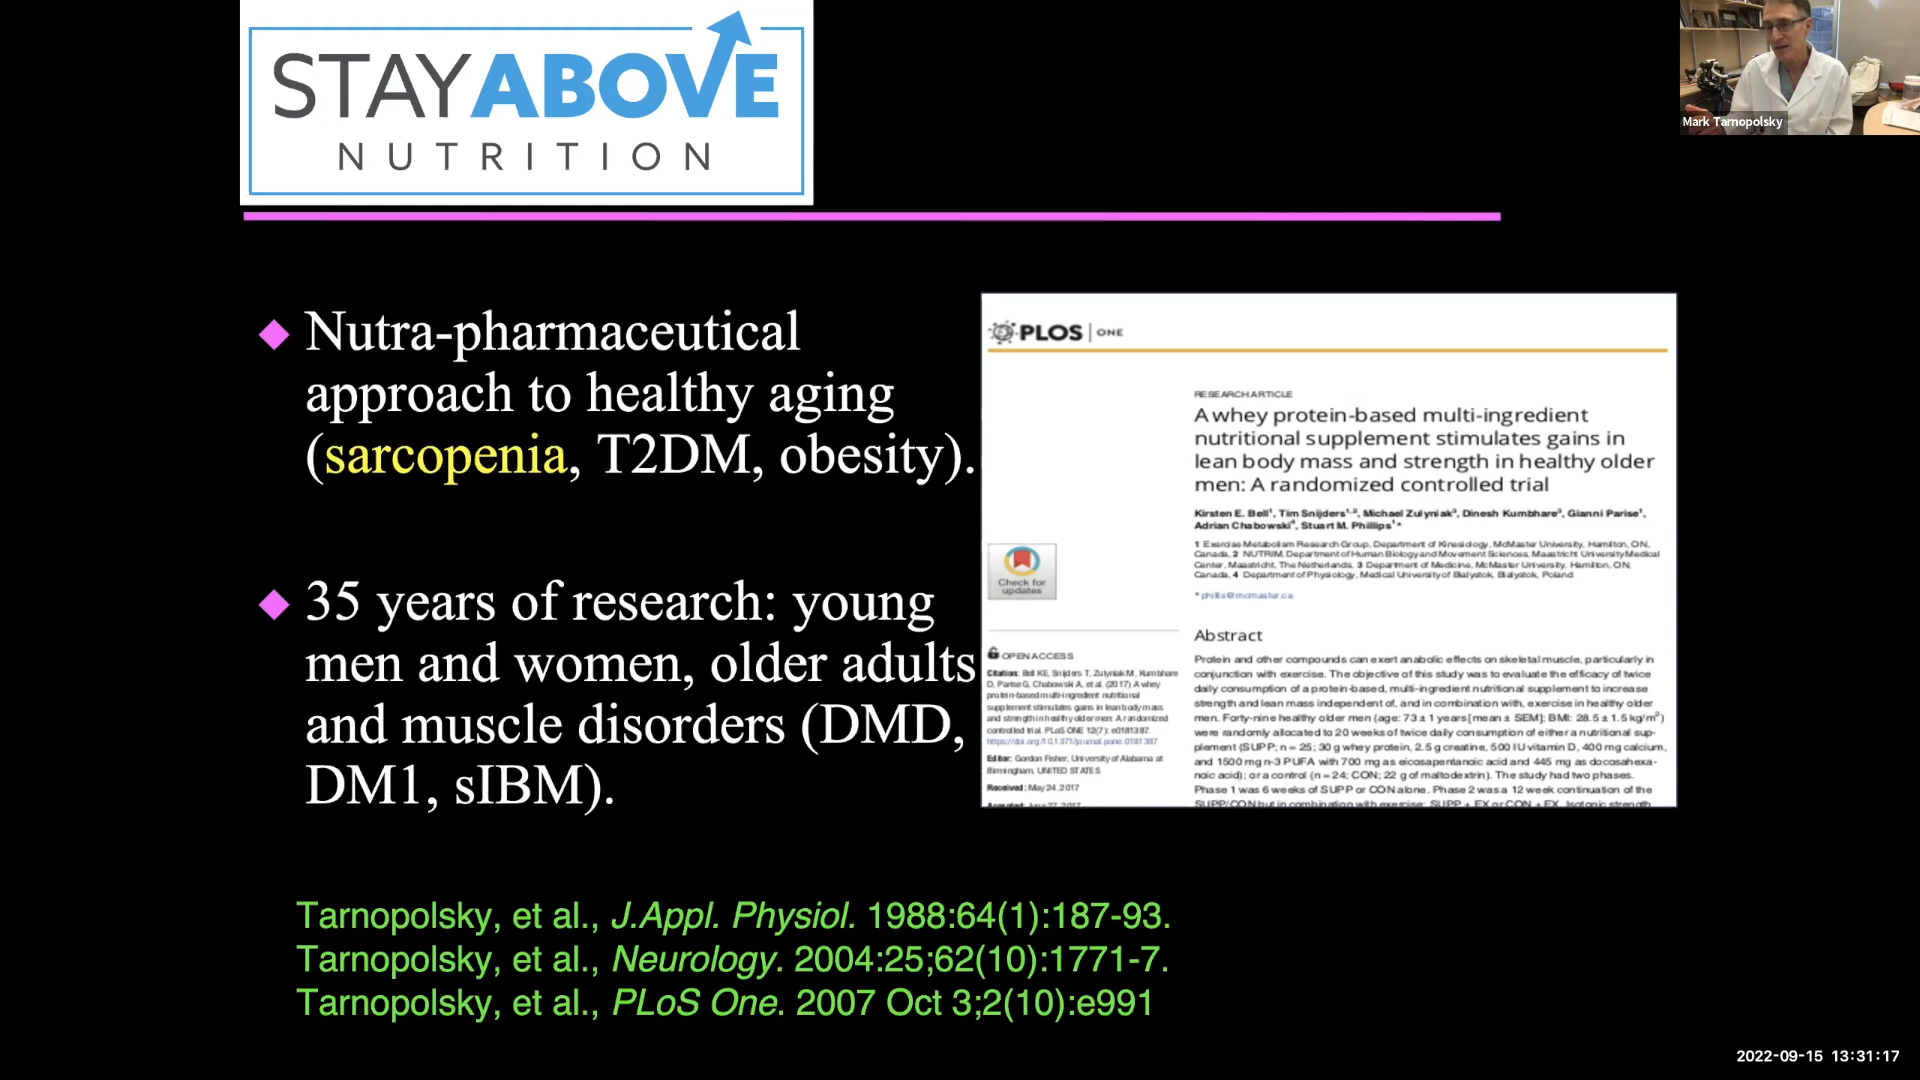 STAYABOVE
NUTRITION
Mark Tarnopolsky
Nutra-pharmaceutical
approach to healthy aging
(sarcopenia, T2DM, obesity).
35 years of research: young
men and women, older adults
and muscle disorders (DMD,
DM1, sIBM).
PLOS | ONE
RESEARCH ARTICLE
A whey protein-based multi-ingredient
nutritional supplement stimulates gains in
lean body mass and strength in healthy older
men: A randomized controlled trial
Kirsten E. Bell¹, Tim Snijders¹,², Michael Zulyniak³, Dinesh Kumbhare³, Gianni Parise¹,
Adrian Chabowski⁴, Stuart M. Phillips¹*
1 Exercise Metabolism Research Group, Department of Kinesiology, McMaster University, Hamilton, ON,
Canada, 2 NUTRIM, Department of Human Biology and Movement Sciences, Maastricht University Medical
Center, Maastricht, The Netherlands, 3 Department of Medicine, McMaster University, Hamilton, ON,
Canada, 4 Department of Physiology, Medical University of Bialystok, Bialystok, Poland
* phillis@mcmaster.ca
Check for
updates
OPEN ACCESS
Citation: Bell KE, Snijders T, Zulyniak M, Kumbhare
D, Parise G, Chabowski A, et al. (2017) A whey
protein-based multi-ingredient nutritional
supplement stimulates gains in lean body mass
and strength in healthy older men: A randomized
controlled trial. PLoS ONE 12(7): e0181387.
https://doi.org/10.1371/journal.pone.0181387
Editor: Gordon Fisher, University of Alabama at
Birmingham, UNITED STATES
Received: May 24, 2017
Accepted: June 27, 2017
Abstract
Protein and other compounds can exert anabolic effects on skeletal muscle, particularly in
conjunction with exercise. The objective of this study was to evaluate the efficacy of twice
daily consumption of a protein-based, multi-ingredient nutritional supplement to increase
strength and lean mass independent of, and in combination with, exercise in healthy older
men. Forty-nine healthy older men (age: 73 ± 1 years [mean ± SEM]; BMI: 28.5 ± 1.5 kg/m²)
were randomly allocated to 20 weeks of twice daily consumption of either a nutritional sup-
plement (SUPP; n = 25; 30 g whey protein, 2.5 g creatine, 500 IU vitamin D, 400 mg calcium,
and 1500 mg n-3 PUFA with 700 mg as eicosapentanoic acid and 445 mg as docosahexa-
noic acid); or a control (n = 24; CON; 22 g of maltodextrin). The study had two phases.
Phase 1 was 6 weeks of SUPP or CON alone. Phase 2 was a 12 week continuation of the
SUPP/CON but in combination with exercise: SUPP + EX or CON + EX. Isotonic strength
Tarnopolsky, et al., J.Appl. Physiol. 1988:64(1):187-93.
Tarnopolsky, et al., Neurology. 2004:25;62(10):1771-7.
Tarnopolsky, et al., PLoS One. 2007 Oct 3;2(10):e991
2022-09-15 13:31:17